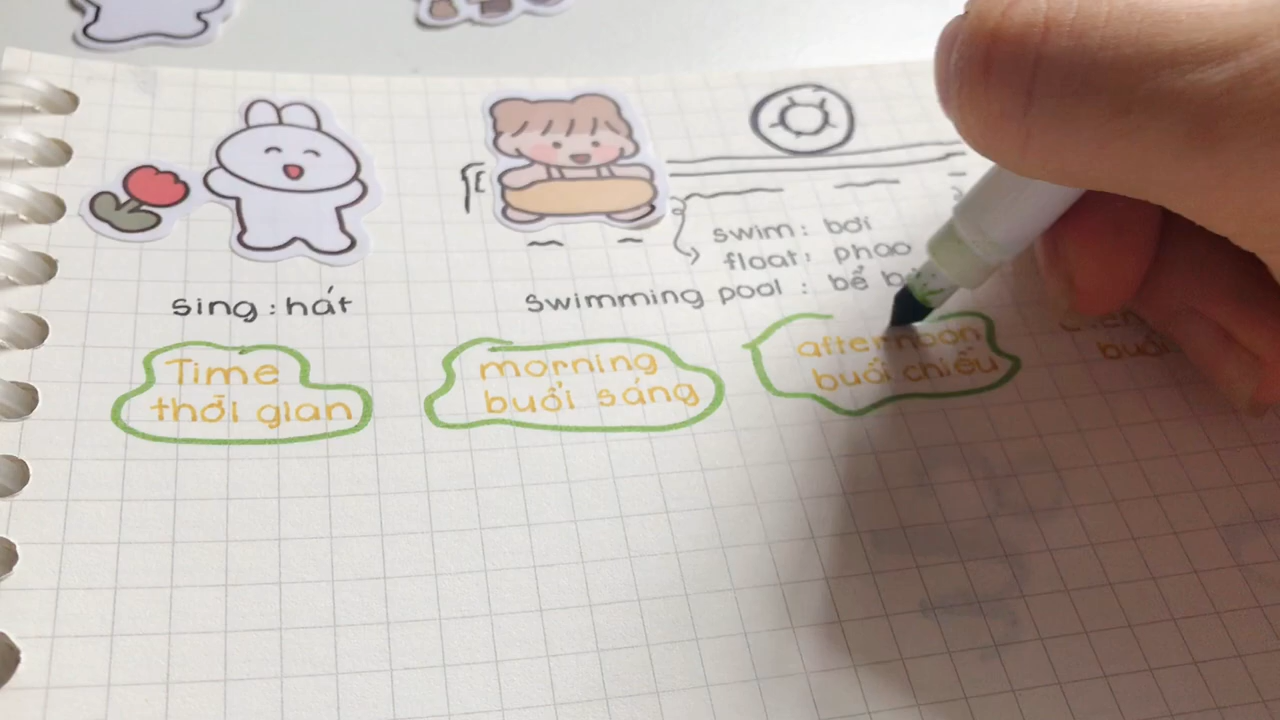 sing : hát
swim: bơi
float: phao
swimming pool : bể
Time
thời gian
morning
buổi sáng
afternoon
buổi chiều